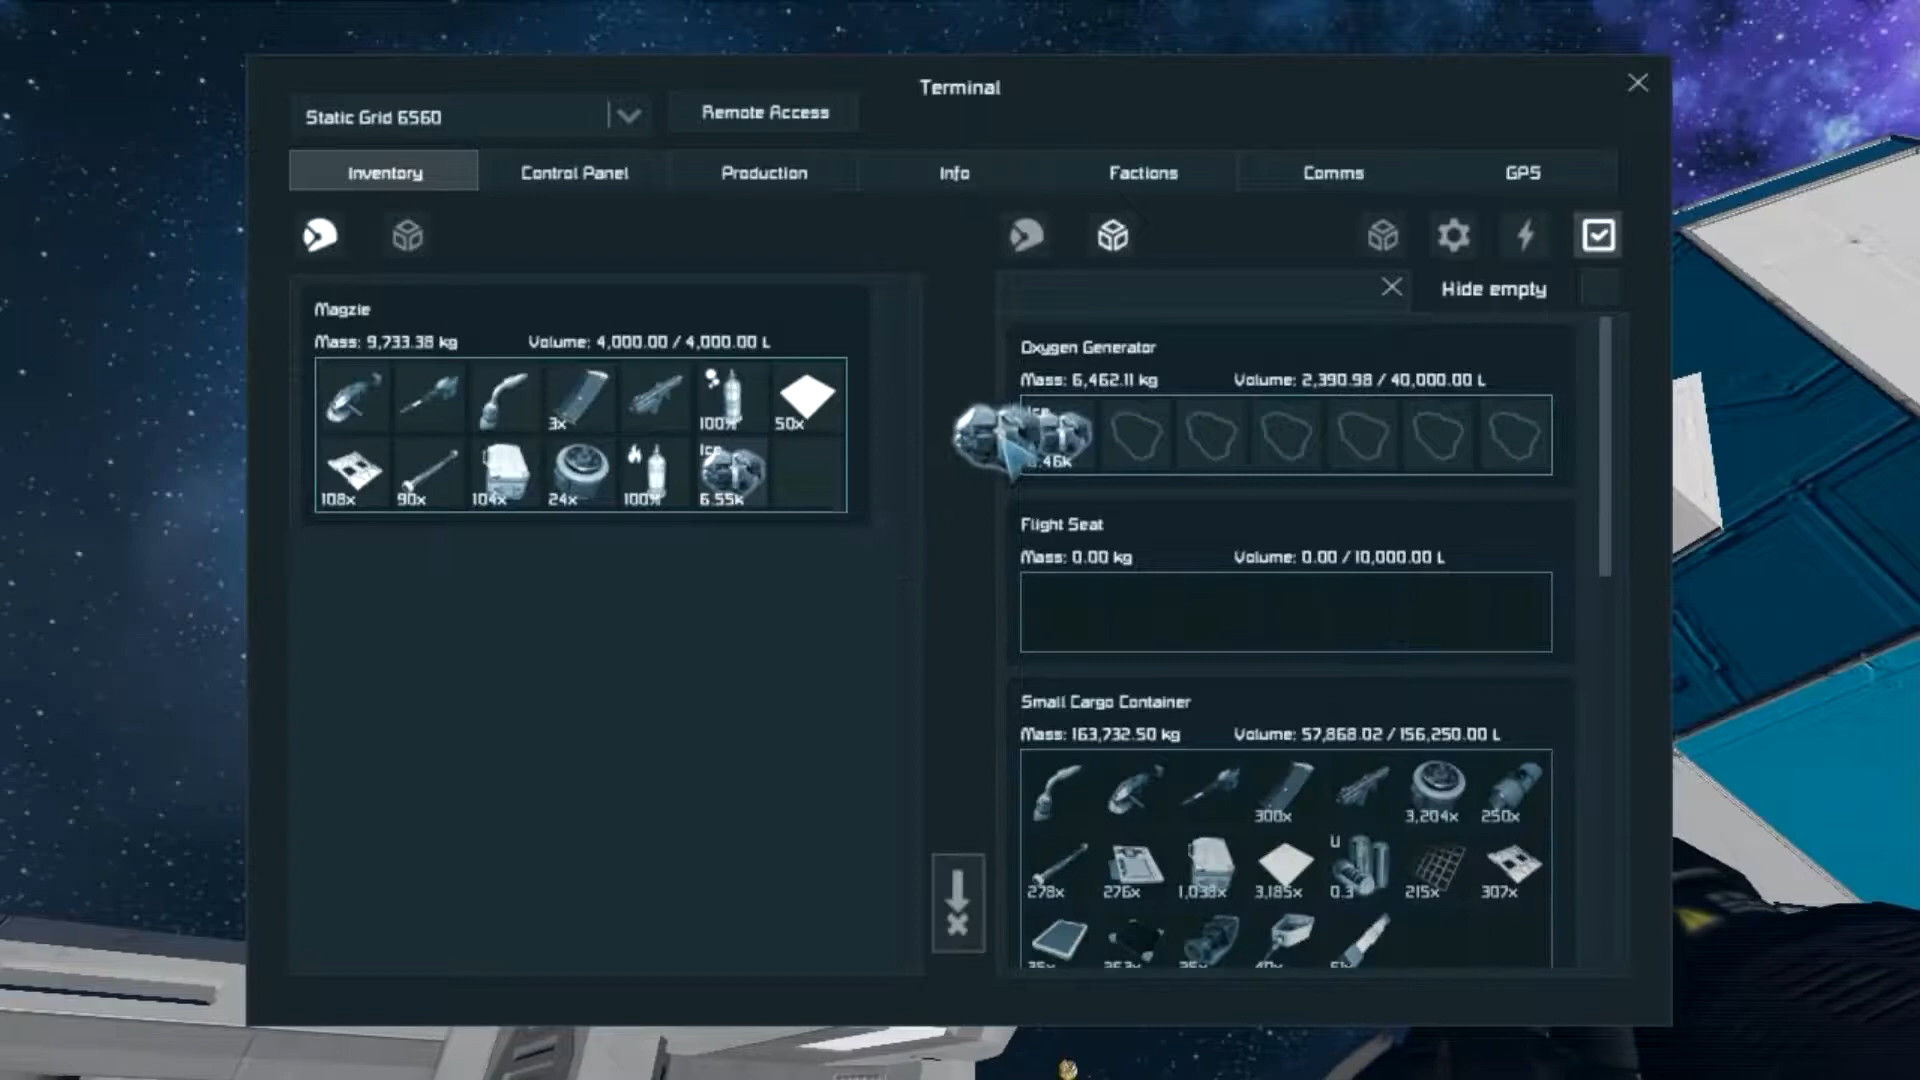 Terminal
Static Grid 6560
Remote Access
Inventory
Control Panel
Production
Info
Factions
Comms
GPS
Hide empty
Magzie
Mass: 9,733.38 kg
Volume: 4,000.00 / 4,000.00 L
3x
100%
50x
108x
90x
104x
24x
100%
Ice
6.55k
Oxygen Generator
Mass: 6,462.11 kg
Volume: 2,390.98 / 40,000.00 L
Flight Seat
Mass: 0.00 kg
Volume: 0.00 / 10,000.00 L
Small Cargo Container
Mass: 163,732.50 kg
Volume: 57,868.02 / 156,250.00 L
300x
3,204x
250x
278x
276x
1,038x
3,185x
U
0.3
215x
307x